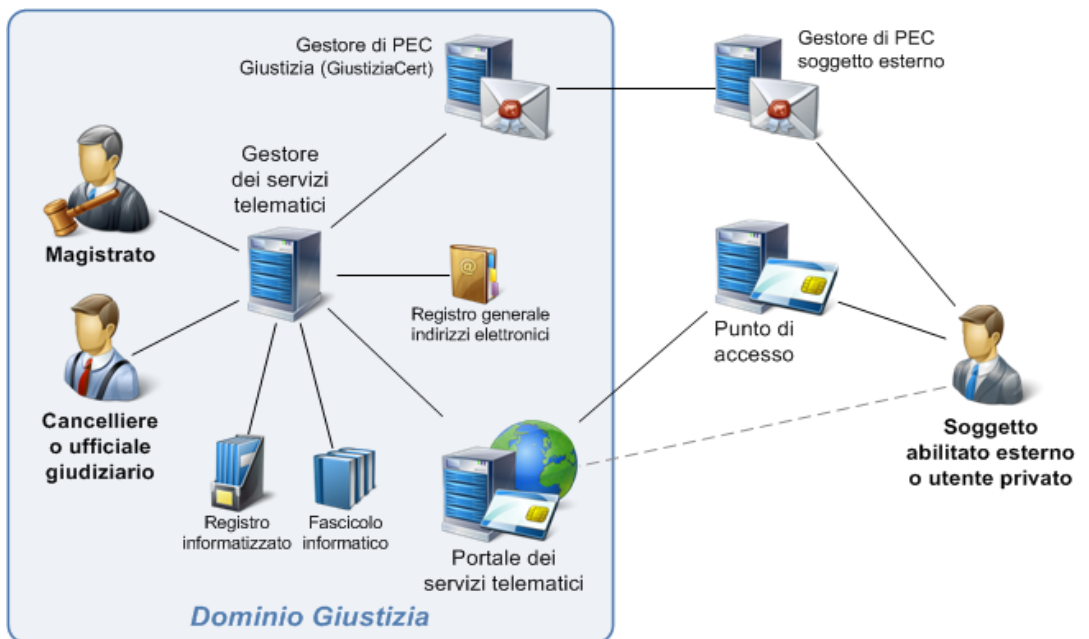 Gestore di PEC
Giustizia (GiustiziaCert)
Gestore di PEC
soggetto esterno
Gestore
dei servizi
telematici
Magistrato
Registro generale
indirizzi elettronici
Punto di
accesso
Cancelliere
o ufficiale
giudiziario
Soggetto
abilitato esterno
o utente privato
Registro
informatizzato
Fascicolo
informatico
Portale dei
servizi telematici
Dominio Giustizia